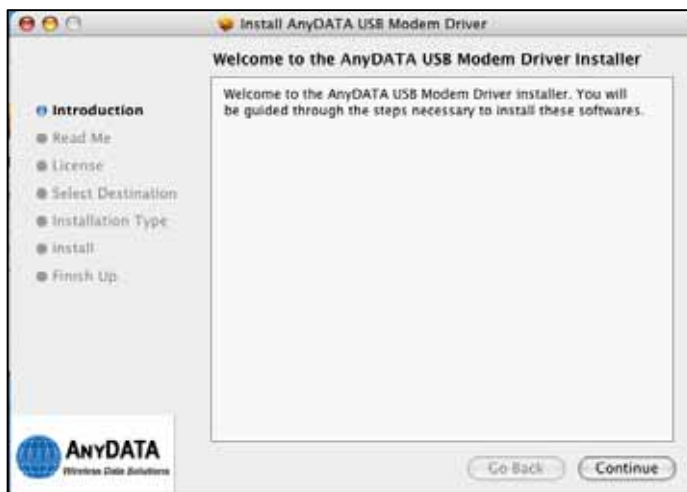 Install AnyDATA USB Modem Driver
Welcome to the AnyDATA USB Modem Driver Installer
Introduction
Read Me
License
Select Destination
Installation Type
Install
Finish Up
Welcome to the AnyDATA USB Modem Driver installer. You will
be guided through the steps necessary to install these softwares.
ANYDATA
Wireless Data Solutions
Go Back
Continue